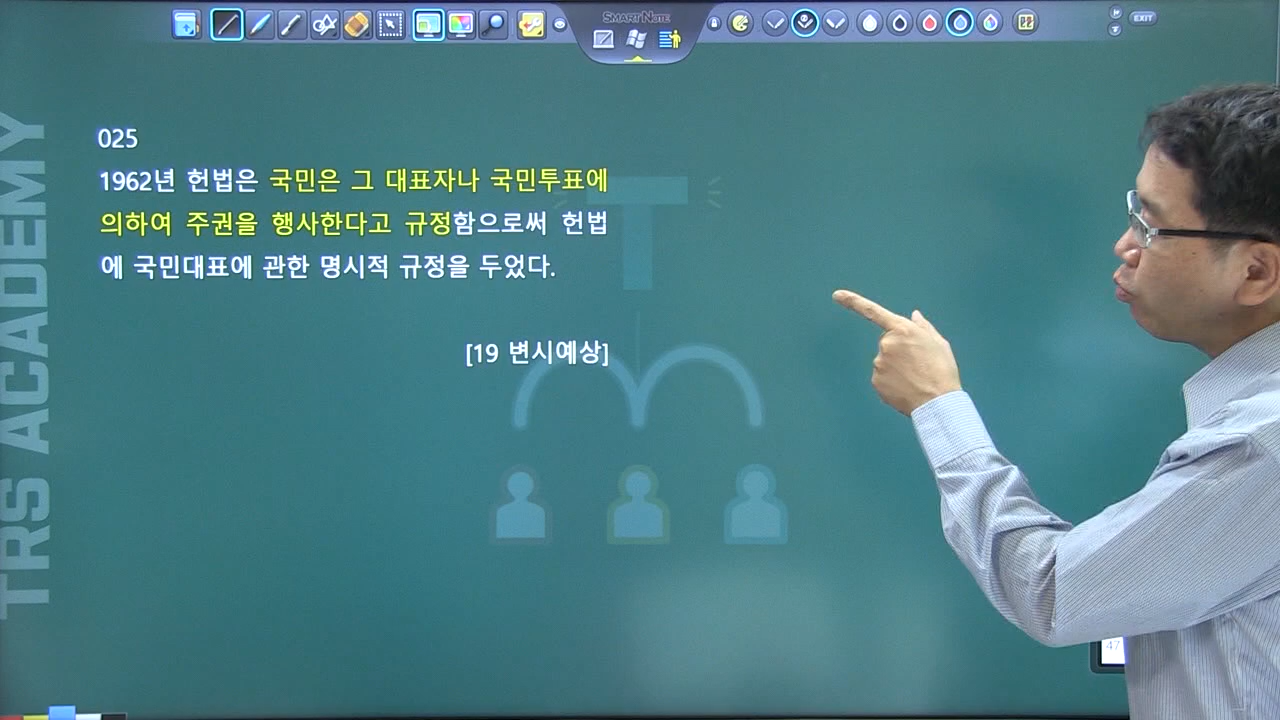 SMARTNOTE
EXIT
025
1962년 헌법은 국민은 그 대표자나 국민투표에
의하여 주권을 행사한다고 규정함으로써 헌법
에 국민대표에 관한 명시적 규정을 두었다.
[19 변시예상]
TRS ACADEMY
47